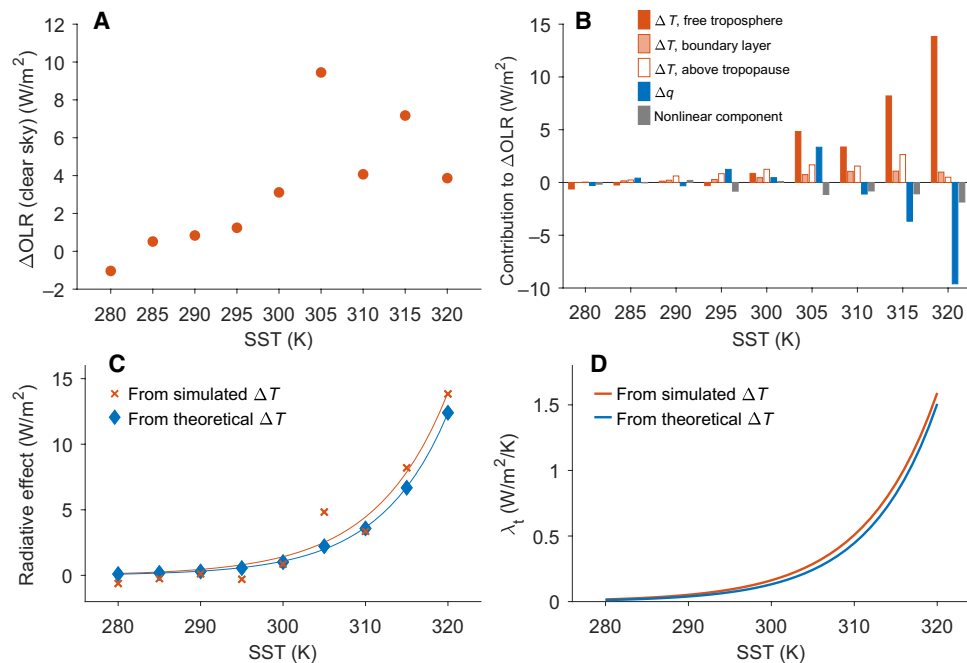 A
ΔOLR (clear sky) (W/m²)
12
10
8
6
4
2
0
−2
280 285 290 295 300 305 310 315 320
SST (K)
B
Contribution to ΔOLR (W/m²)
15
10
5
0
−5
−10
ΔT, free troposphere
ΔT, boundary layer
ΔT, above tropopause
Δq
Nonlinear component
280 285 290 295 300 305 310 315 320
SST (K)
C
Radiative effect (W/m²)
15
10
5
0
From simulated ΔT
From theoretical ΔT
280 290 300 310 320
SST (K)
D
λt (W/m²/K)
1.5
1
0.5
0
From simulated ΔT
From theoretical ΔT
280 290 300 310 320
SST (K)